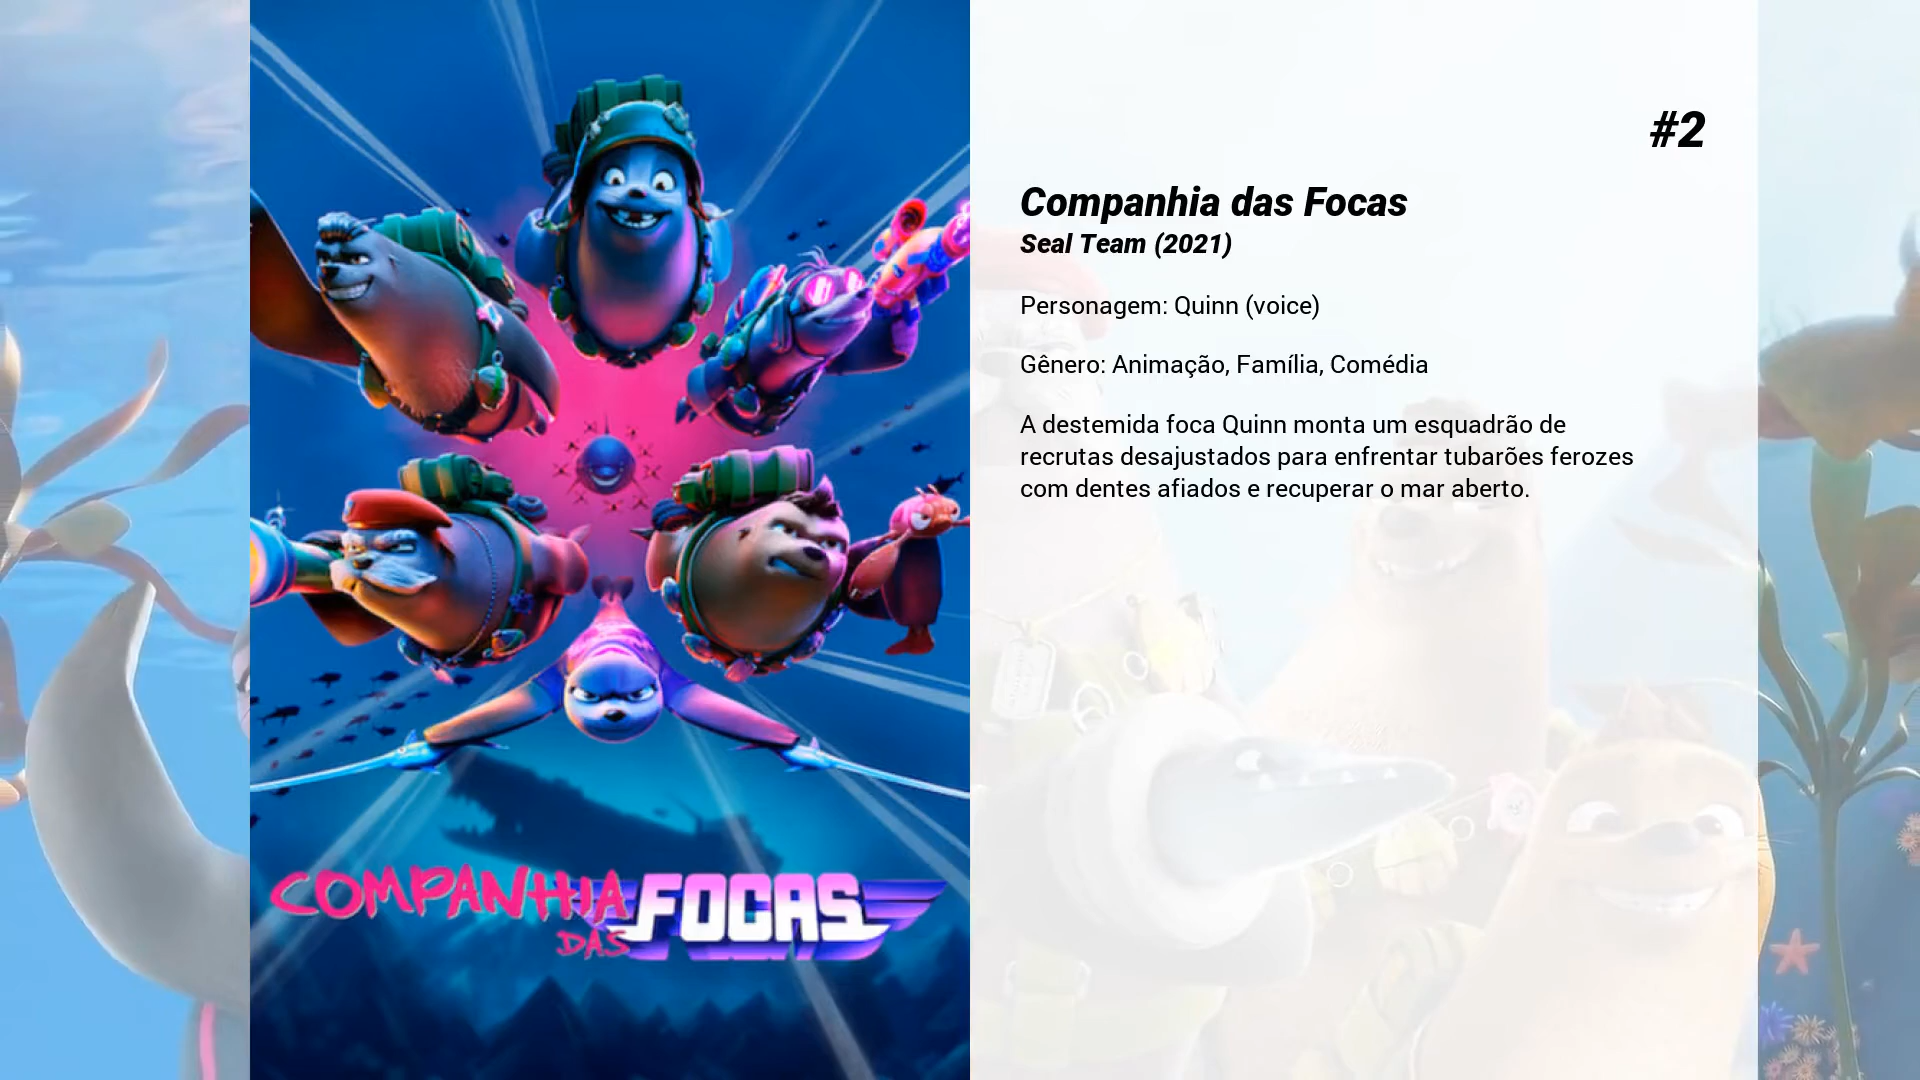 COMPANHIA
DAS
FOCAS
#2
Companhia das Focas
Seal Team (2021)
Personagem: Quinn (voice)
Gênero: Animação, Família, Comédia
A destemida foca Quinn monta um esquadrão de
recrutas desajustados para enfrentar tubarões ferozes
com dentes afiados e recuperar o mar aberto.